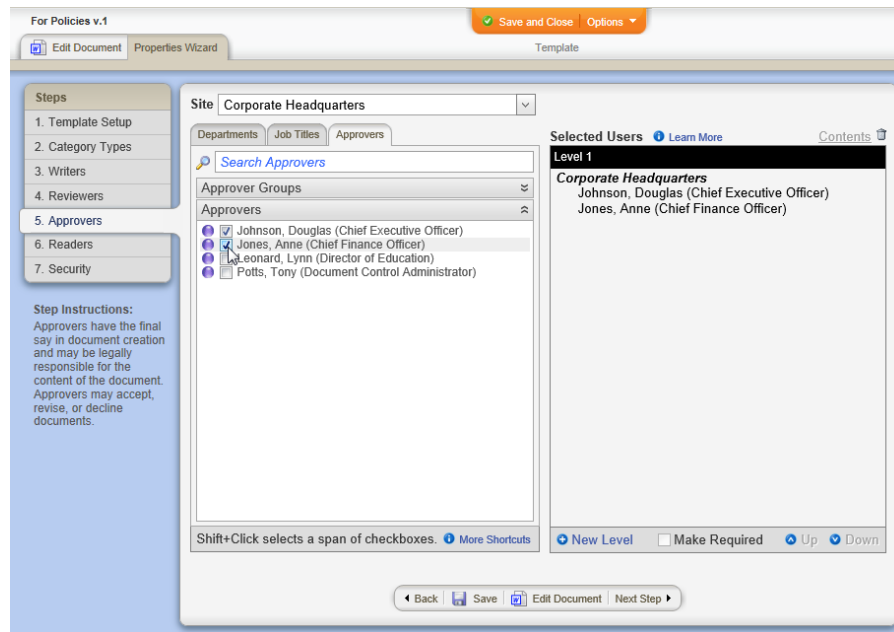 For Policies v.1
Save and Close Options
Edit Document Properties Wizard
Template
Steps
1. Template Setup
2. Category Types
3. Writers
4. Reviewers
5. Approvers
6. Readers
7. Security
Step Instructions:
Approvers have the final
say in document creation
and may be legally
responsible for the
content of the document.
Approvers may accept,
revise, or decline
documents.
Site Corporate Headquarters
Departments Job Titles Approvers
Search Approvers
Approver Groups
Approvers
Johnson, Douglas (Chief Executive Officer)
Jones, Anne (Chief Finance Officer)
Leonard, Lynn (Director of Education)
Potts, Tony (Document Control Administrator)
Shift+Click selects a span of checkboxes. More Shortcuts
Selected Users Learn More Contents
Level 1
Corporate Headquarters
Johnson, Douglas (Chief Executive Officer)
Jones, Anne (Chief Finance Officer)
New Level Make Required Up Down
Back Save Edit Document Next Step